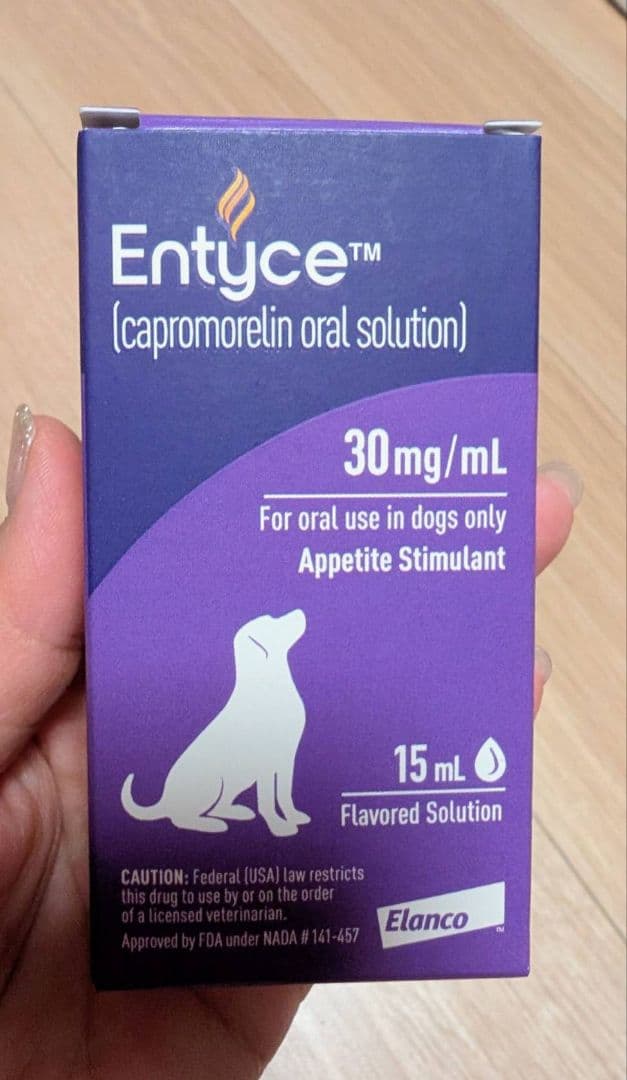 Entyce™
(capromorelin oral solution)
30 mg/mL
For oral use in dogs only
Appetite Stimulant
15 mL
Flavored Solution
CAUTION: Federal (USA) law restricts
this drug to use by or on the order
of a licensed veterinarian.
Approved by FDA under NADA # 141-457
Elanco™